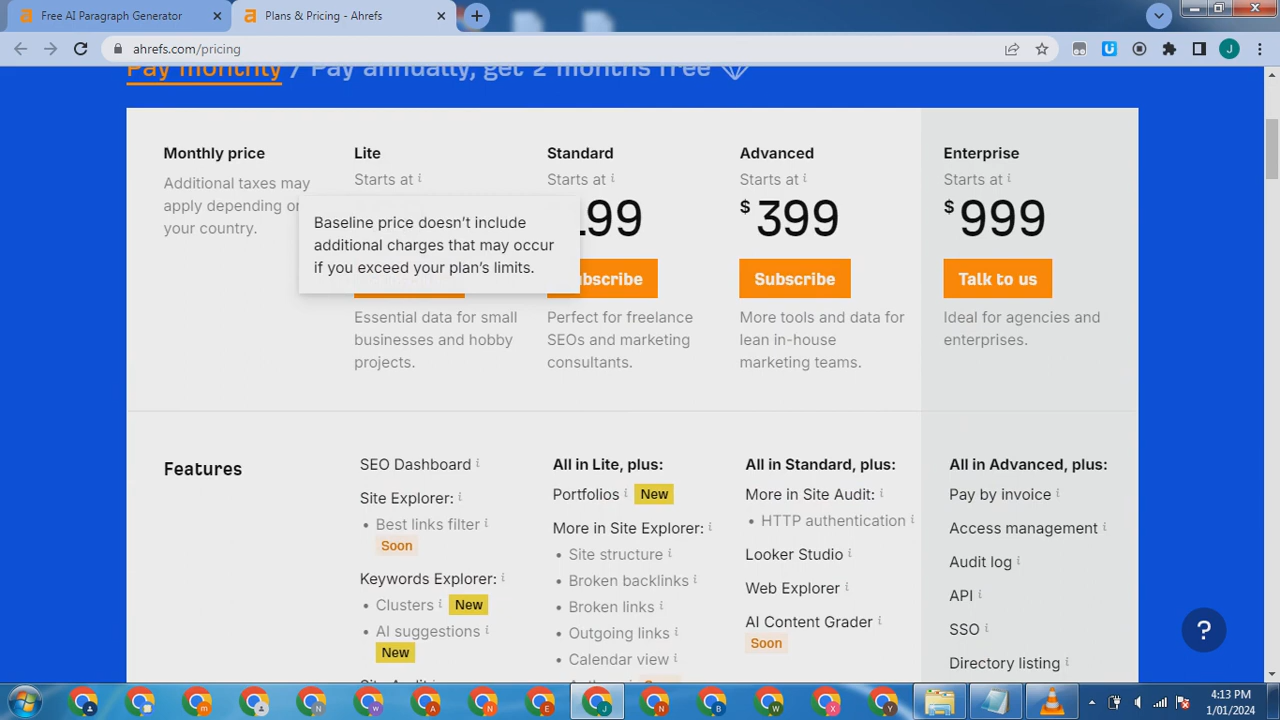 Free AI Paragraph Generator
Plans & Pricing - Ahrefs
ahrefs.com/pricing
J
Pay monthly / Pay annually, get 2 months free
Monthly price
Additional taxes may
apply depending on
your country.
Lite
Starts at i
Baseline price doesn’t include
additional charges that may occur
if you exceed your plan’s limits.
Essential data for small
businesses and hobby
projects.
Standard
Starts at i
199
Subscribe
Perfect for freelance
SEOs and marketing
consultants.
Advanced
Starts at i
$399
Subscribe
More tools and data for
lean in-house
marketing teams.
Enterprise
Starts at i
$999
Talk to us
Ideal for agencies and
enterprises.
Features
SEO Dashboard i
Site Explorer: i
• Best links filter i
Soon
Keywords Explorer: i
• Clusters i New
• AI suggestions i
New
All in Lite, plus:
Portfolios i New
More in Site Explorer: i
• Site structure i
• Broken backlinks i
• Broken links i
• Outgoing links i
• Calendar view i
All in Standard, plus:
More in Site Audit: i
• HTTP authentication i
Looker Studio i
Web Explorer i
AI Content Grader i
Soon
All in Advanced, plus:
Pay by invoice i
Access management i
Audit log i
API i
SSO i
Directory listing i
?
4:13 PM
1/01/2024